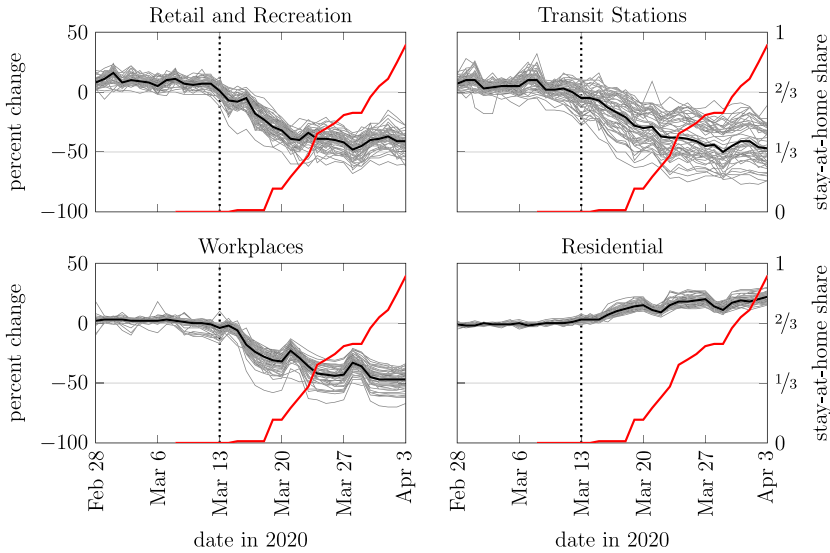 Retail and Recreation
Transit Stations
50
0
−50
−100
percent change
1
2/3
1/3
0
stay-at-home share
Workplaces
Residential
50
0
−50
−100
percent change
1
2/3
1/3
0
stay-at-home share
Feb 28
Mar 6
Mar 13
Mar 20
Mar 27
Apr 3
Feb 28
Mar 6
Mar 13
Mar 20
Mar 27
Apr 3
date in 2020
date in 2020